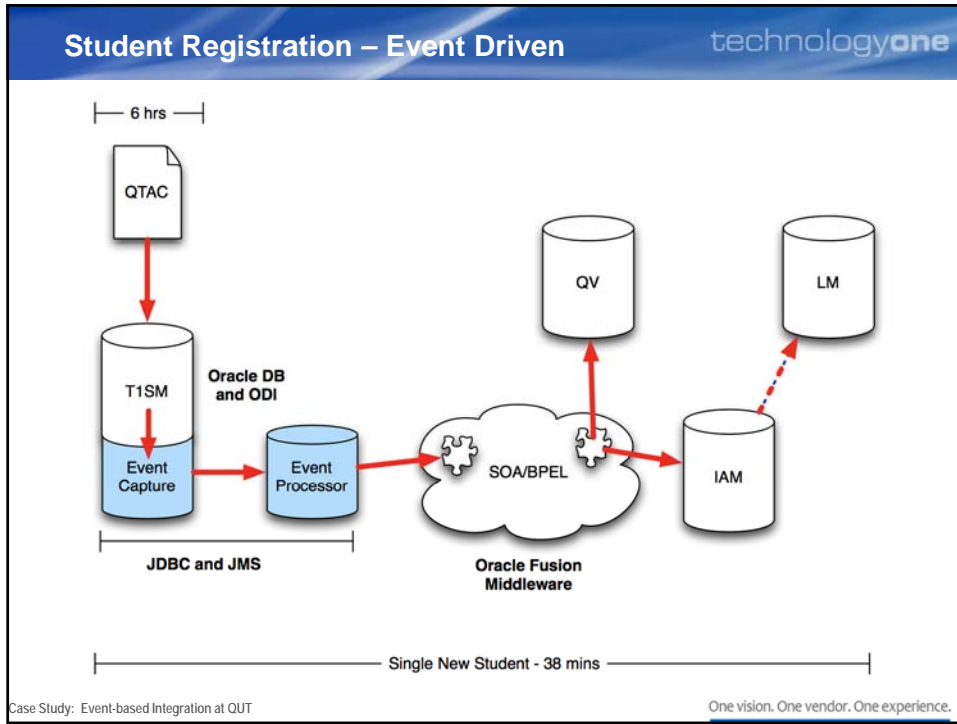 Student Registration – Event Driven
technologyone
6 hrs
QTAC
QV
LM
T1SM
Oracle DB
and ODI
Event
Capture
Event
Processor
SOA/BPEL
IAM
JDBC and JMS
Oracle Fusion
Middleware
Single New Student - 38 mins
Case Study: Event-based Integration at QUT
One vision. One vendor. One experience.